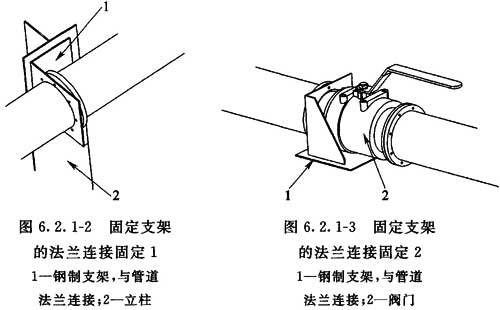 1
2
图 6.2.1-2 固定支架
的法兰连接固定 1
1—钢制支架,与管道
法兰连接;2—立柱
1
2
图 6.2.1-3 固定支架
的法兰连接固定 2
1—钢制支架,与管道
法兰连接;2—阀门